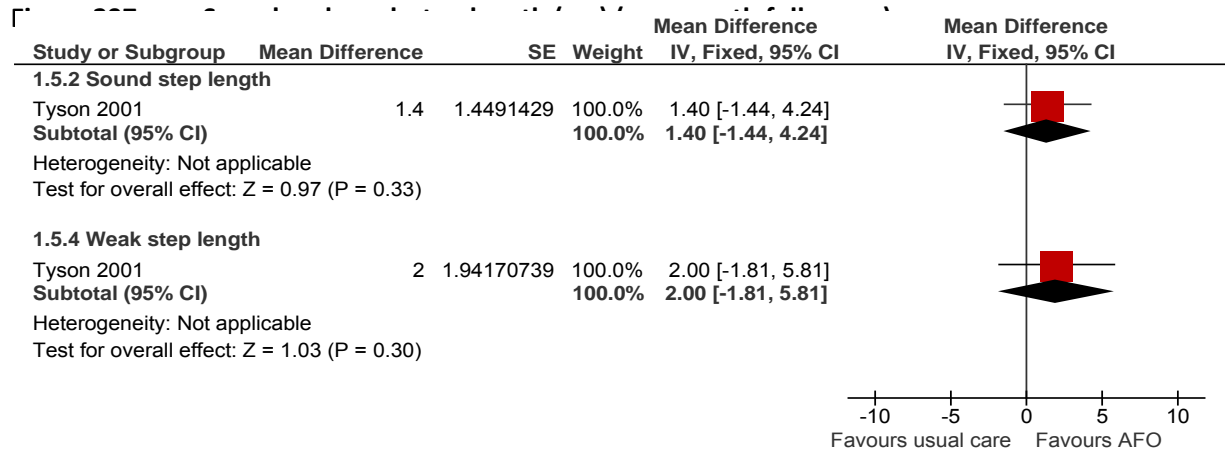 Mean Difference Mean Difference
Study or Subgroup Mean Difference SE Weight IV, Fixed, 95% CI IV, Fixed, 95% CI
1.5.2 Sound step length
Tyson 2001 1.4 1.4491429 100.0% 1.40 [-1.44, 4.24]
Subtotal (95% CI) 100.0% 1.40 [-1.44, 4.24]
Heterogeneity: Not applicable
Test for overall effect: Z = 0.97 (P = 0.33)
1.5.4 Weak step length
Tyson 2001 2 1.94170739 100.0% 2.00 [-1.81, 5.81]
Subtotal (95% CI) 100.0% 2.00 [-1.81, 5.81]
Heterogeneity: Not applicable
Test for overall effect: Z = 1.03 (P = 0.30)
-10 -5 0 5 10
Favours usual care Favours AFO